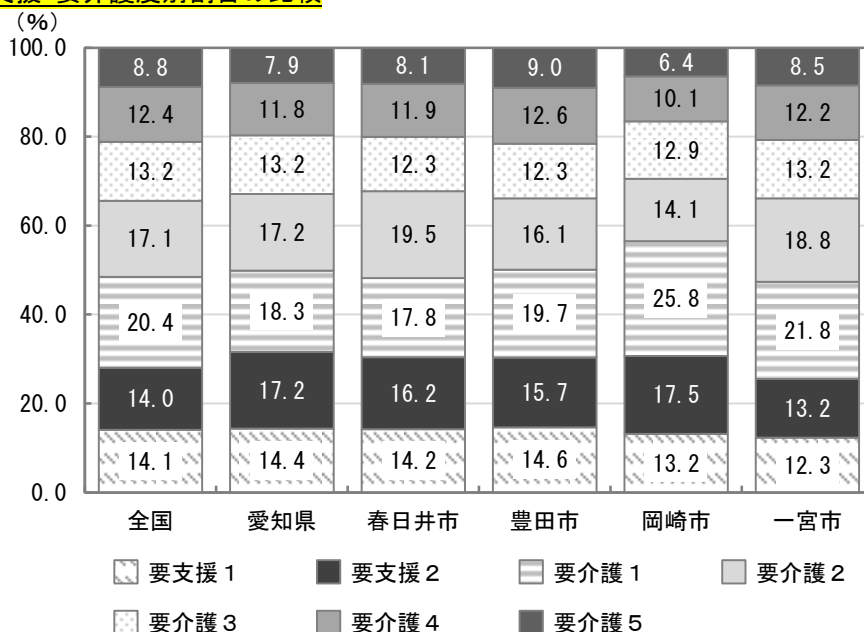 (%)
100.0
80.0
60.0
40.0
20.0
0.0
8.8 7.9 8.1 9.0 6.4 8.5
12.4 11.8 11.9 12.6 10.1 12.2
13.2 13.2 12.3 12.3 12.9 13.2
17.1 17.2 19.5 16.1 14.1 18.8
20.4 18.3 17.8 19.7 25.8 21.8
14.0 17.2 16.2 15.7 17.5 13.2
14.1 14.4 14.2 14.6 13.2 12.3
全国 愛知県 春日井市 豊田市 岡崎市 一宮市
要支援1 要支援2 要介護1 要介護2
要介護3 要介護4 要介護5